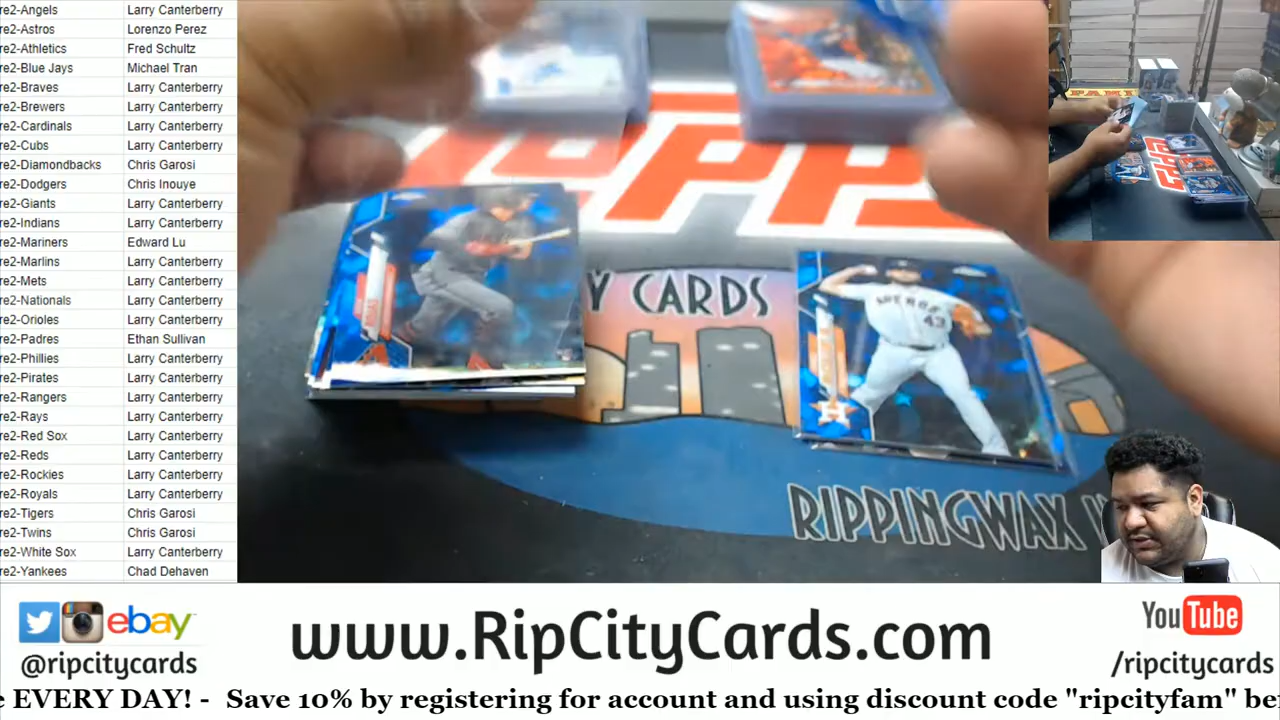 re2-Angels Larry Canterberry
re2-Astros Lorenzo Perez
re2-Athletics Fred Schultz
re2-Blue Jays Michael Tran
re2-Braves Larry Canterberry
re2-Brewers Larry Canterberry
re2-Cardinals Larry Canterberry
re2-Cubs Larry Canterberry
re2-Diamondbacks Chris Garosi
re2-Dodgers Chris Inouye
re2-Giants Larry Canterberry
re2-Indians Larry Canterberry
re2-Mariners Edward Lu
re2-Marlins Larry Canterberry
re2-Mets Larry Canterberry
re2-Nationals Larry Canterberry
re2-Orioles Larry Canterberry
re2-Padres Ethan Sullivan
re2-Phillies Larry Canterberry
re2-Pirates Larry Canterberry
re2-Rangers Larry Canterberry
re2-Rays Larry Canterberry
re2-Red Sox Larry Canterberry
re2-Reds Larry Canterberry
re2-Rockies Larry Canterberry
re2-Royals Larry Canterberry
re2-Tigers Chris Garosi
re2-Twins Chris Garosi
re2-White Sox Larry Canterberry
re2-Yankees Chad Dehaven
Y CARDS
43
RIPPINGWAX
ebay
@ripcitycards
www.RipCityCards.com
YouTube
/ripcitycards
e EVERY DAY! - Save 10% by registering for account and using discount code "ripcityfam" be